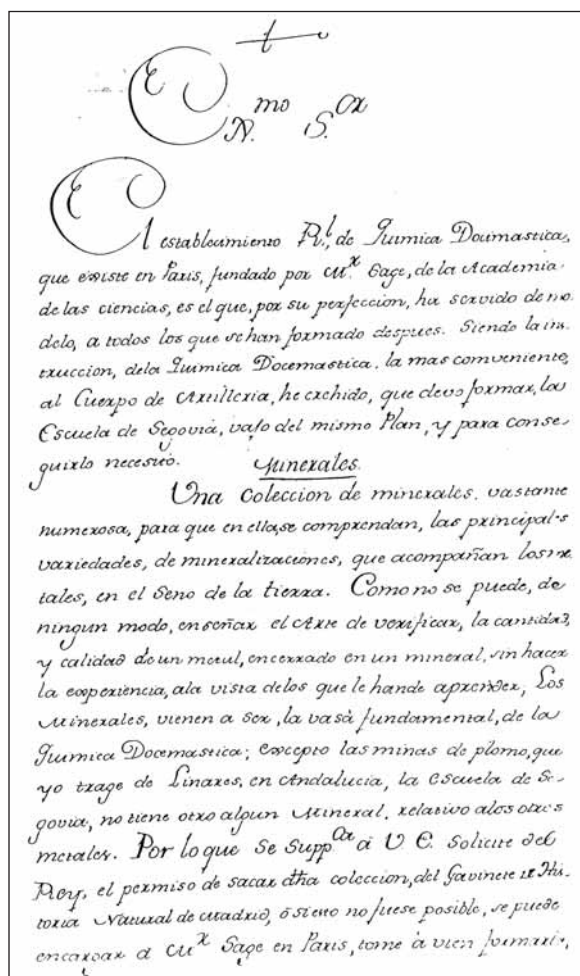 Exmo Sor
El establecimiento Rl, de Quimica Docimastica,
que existe en Paris, fundado por Mr Sage, de la Academia
de las ciencias, es el que, por su perfeccion, ha servido de mo-
delo, a todos los que se han formado despues. Siendo la ins-
truccion, dela Quimica Docemastica. la mas combeniente,
al Cuerpo de Artilleria, he crehido, que devo formar, la
Escuela de Segovia, vajo del mismo Plan, y para conse-
guirlo necesito.
Minerales.
Una Coleccion de minerales. vastante
numerosa, para que en ella, se comprendan, las principales
variedades, de mineralizaciones, que acompañan los me-
tales, en el Seno de la tierra. Como no se puede, de
ningun modo, enseñar el Arte de verificar, la cantidad,
y calidad de un metal, encerrado en un mineral, sin hacer
la experiencia, ala vista delos que le hande aprender; Los
Minerales, vienen a ser, la vasa fundamental, de la
Quimica Docemastica; excepto las minas de plomo, que
yo trage de Linares, en Andalucia, la Escuela de Se-
govia, no tiene otro algun Mineral. relativo alos otros
metales. Por lo que Se Suppca á V E. Solicite del
Rey, el permiso de sacar dha coleccion, del Gavinete de His-
toria Natural de Madrid, ó si etto no fuese posible, se puede
encargar a Mr Sage en Paris, tome à vien formarla,